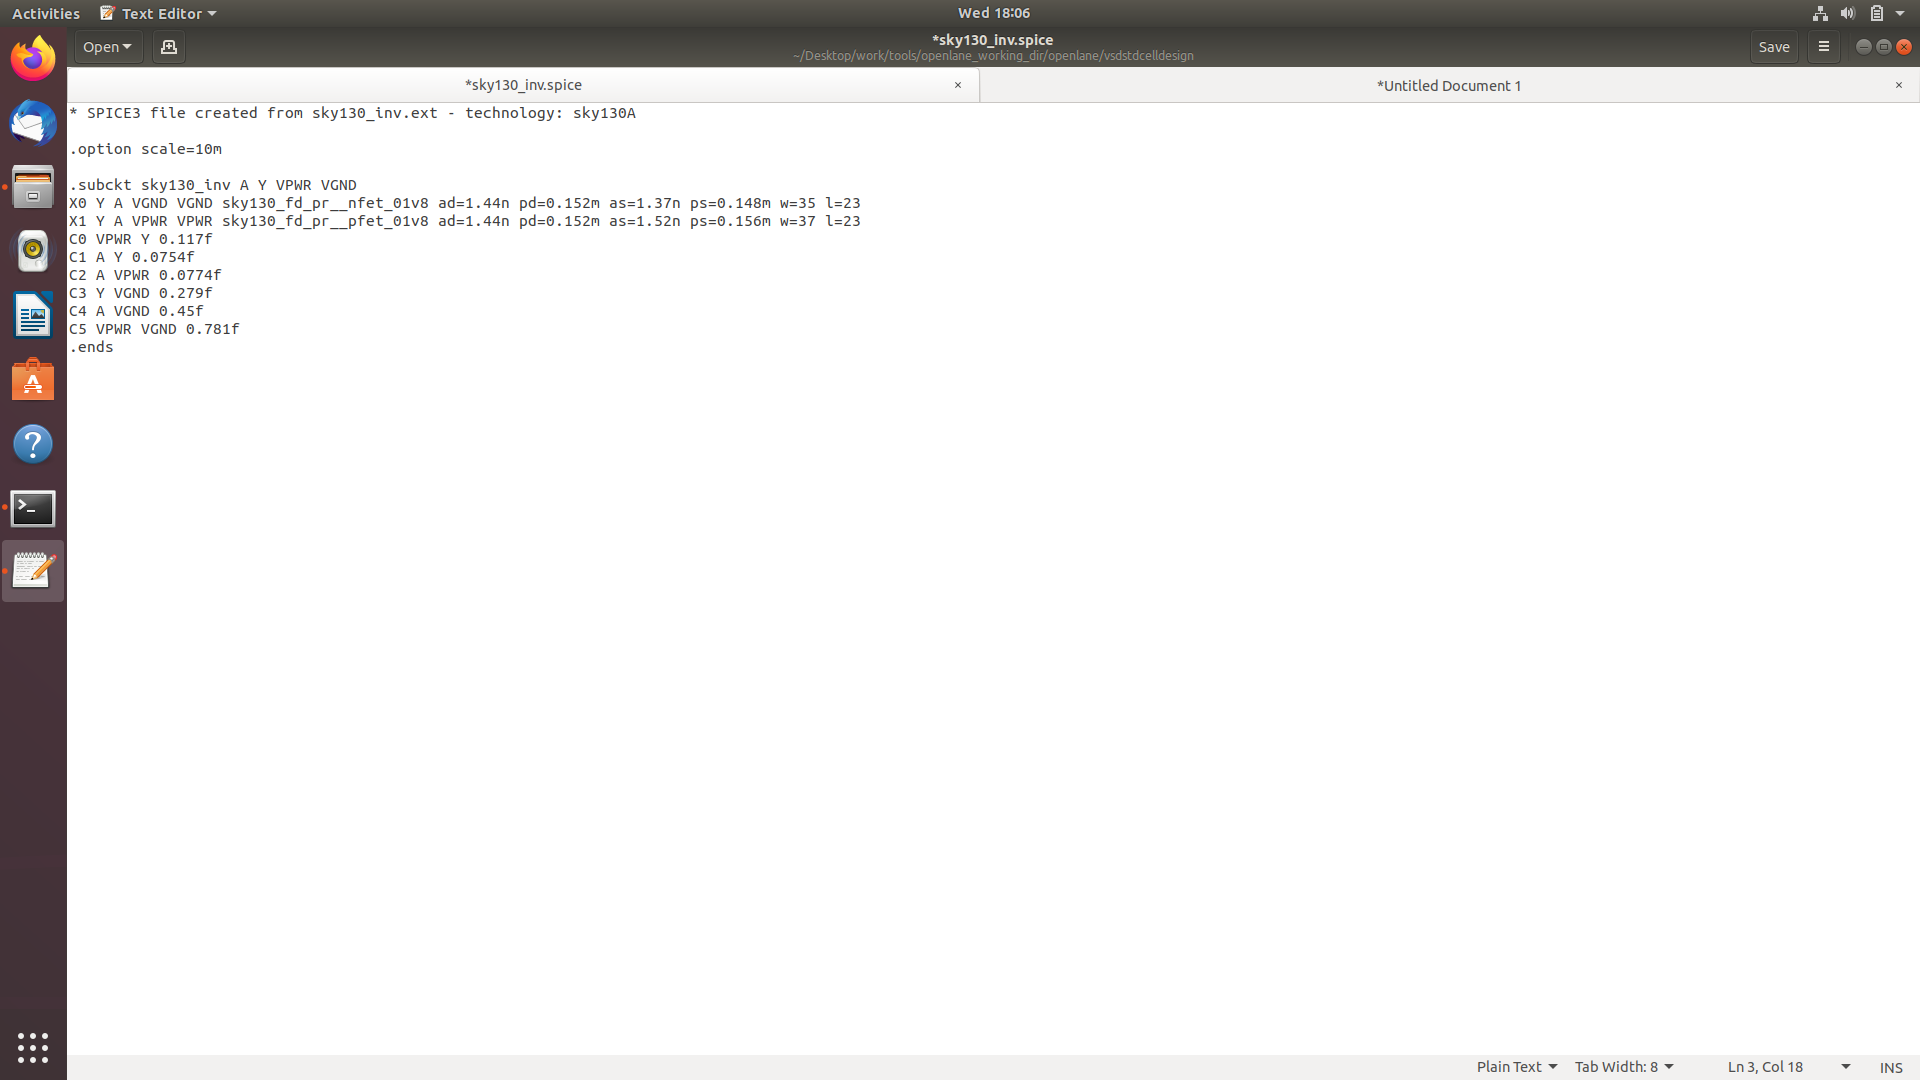 Activities
Text Editor
Wed 18:06
Open
*sky130_inv.spice
~/Desktop/work/tools/openlane_working_dir/openlane/vsdstdcelldesign
Save
*sky130_inv.spice
*Untitled Document 1
* SPICE3 file created from sky130_inv.ext - technology: sky130A
.option scale=10m
.subckt sky130_inv A Y VPWR VGND
X0 Y A VGND VGND sky130_fd_pr__nfet_01v8 ad=1.44n pd=0.152m as=1.37n ps=0.148m w=35 l=23
X1 Y A VPWR VPWR sky130_fd_pr__pfet_01v8 ad=1.44n pd=0.152m as=1.52n ps=0.156m w=37 l=23
C0 VPWR Y 0.117f
C1 A Y 0.0754f
C2 A VPWR 0.0774f
C3 Y VGND 0.279f
C4 A VGND 0.45f
C5 VPWR VGND 0.781f
.ends
Plain Text
Tab Width: 8
Ln 3, Col 18
INS